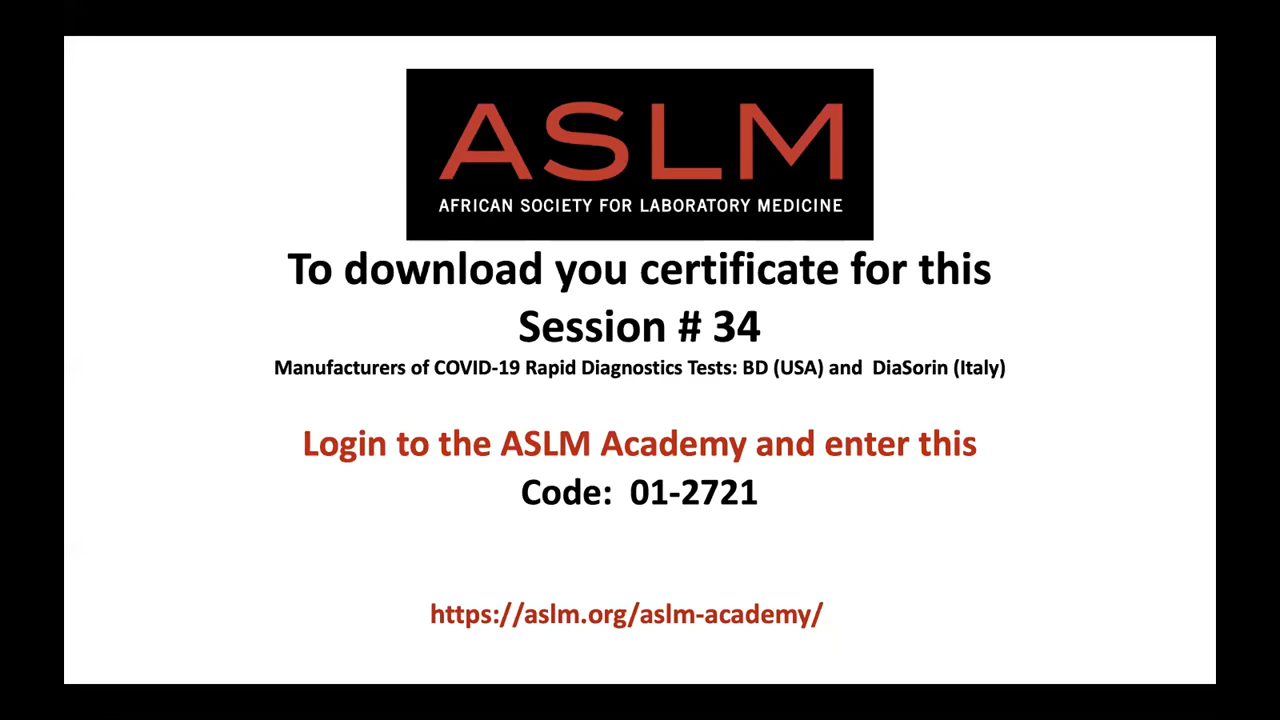 ASLM
AFRICAN SOCIETY FOR LABORATORY MEDICINE
To download you certificate for this
Session # 34
Manufacturers of COVID-19 Rapid Diagnostics Tests: BD (USA) and DiaSorin (Italy)
Login to the ASLM Academy and enter this
Code: 01-2721
https://aslm.org/aslm-academy/